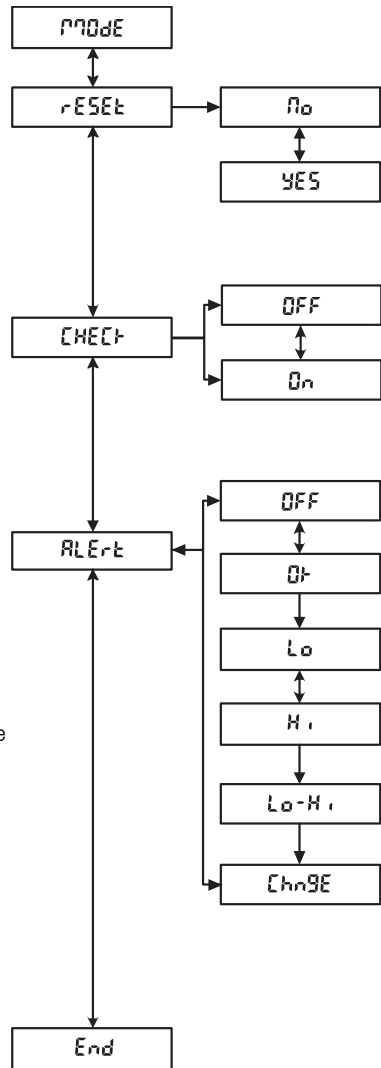 MODE
rESEt
No
YES
CHECk
OFF
On
ALErt
OFF
Ok
Lo
e
Hi
Lo-Hi
ChngE
End